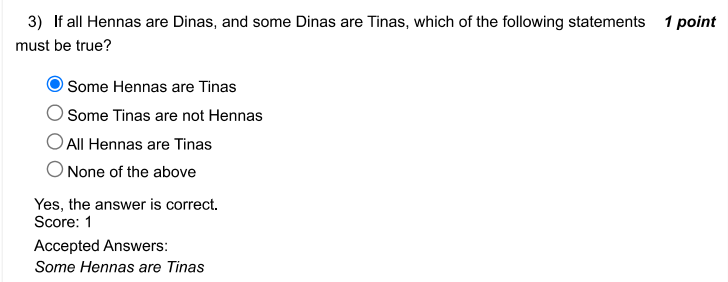 3) If all Hennas are Dinas, and some Dinas are Tinas, which of the following statements 1 point
must be true?
Some Hennas are Tinas
Some Tinas are not Hennas
All Hennas are Tinas
None of the above
Yes, the answer is correct.
Score: 1
Accepted Answers:
Some Hennas are Tinas